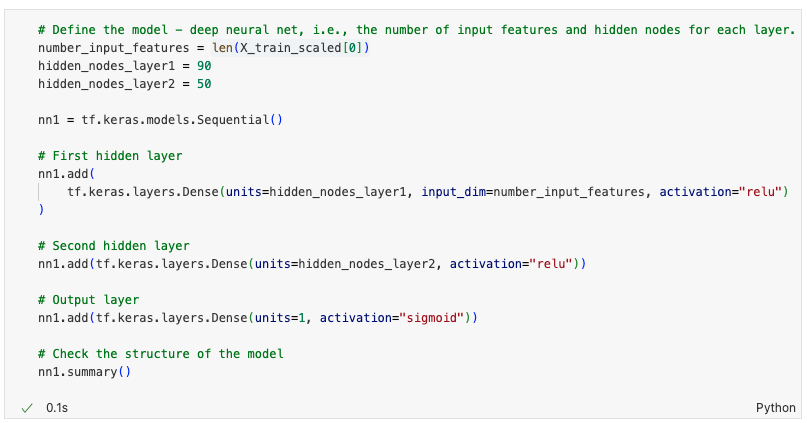 # Define the model – deep neural net, i.e., the number of input features and hidden nodes for each layer.
number_input_features = len(X_train_scaled[0])
hidden_nodes_layer1 = 90
hidden_nodes_layer2 = 50

nn1 = tf.keras.models.Sequential()

# First hidden layer
nn1.add(
    tf.keras.layers.Dense(units=hidden_nodes_layer1, input_dim=number_input_features, activation="relu")
)

# Second hidden layer
nn1.add(tf.keras.layers.Dense(units=hidden_nodes_layer2, activation="relu"))

# Output layer
nn1.add(tf.keras.layers.Dense(units=1, activation="sigmoid"))

# Check the structure of the model
nn1.summary()

✓ 0.1s
Python